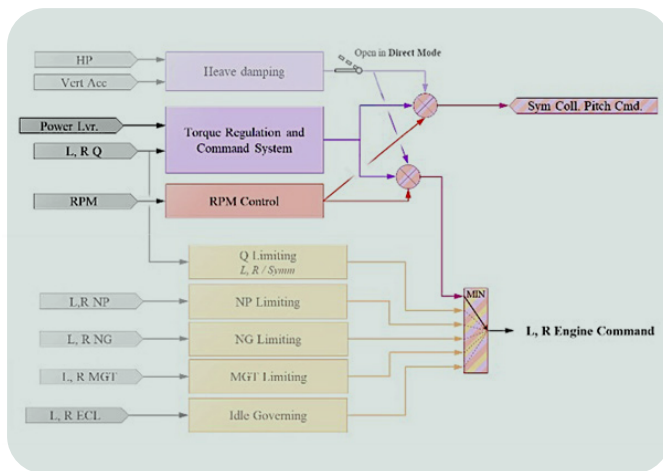 HP
Vert Acc
Heave damping
Open in Direct Mode
Power Lvr.
L, R Q
Torque Regulation and
Command System
Sym Coll. Pitch Cmd.
RPM
RPM Control
Q Limiting
L, R / Symm
L,R NP
NP Limiting
MIN
L, R NG
NG Limiting
L, R Engine Command
L, R MGT
MGT Limiting
L, R ECL
Idle Governing